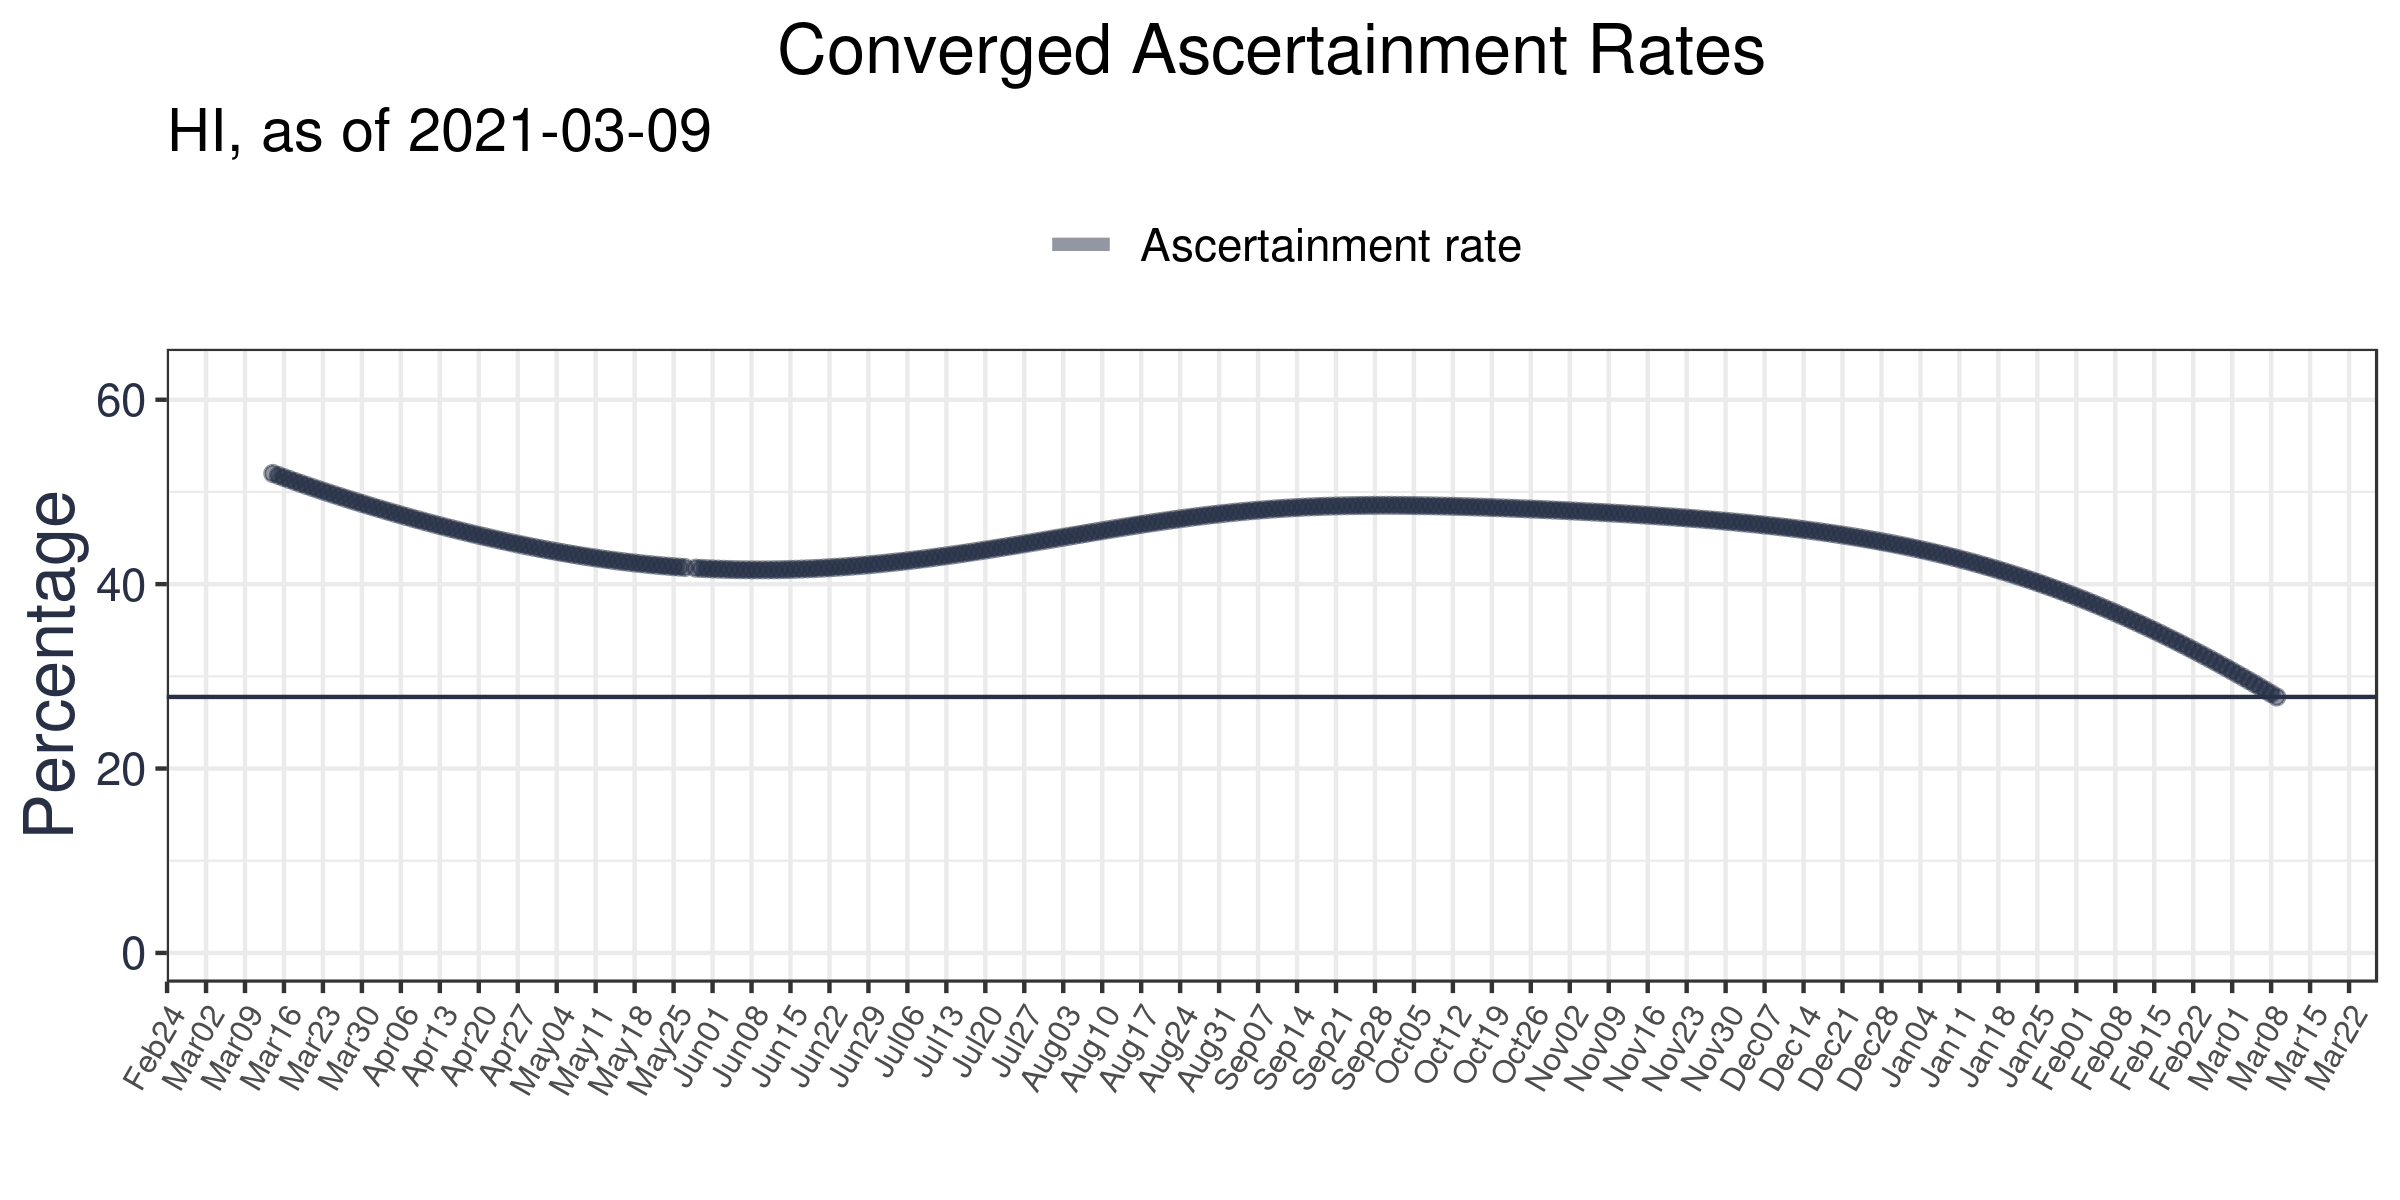 Converged Ascertainment Rates
HI, as of 2021-03-09
Ascertainment rate
Percentage
60
40
20
0
Feb24 Mar02 Mar09 Mar16 Mar23 Mar30 Apr06 Apr13 Apr20 Apr27 May04 May11 May18 May25 Jun01 Jun08 Jun15 Jun22 Jun29 Jul06 Jul13 Jul20 Jul27 Aug03 Aug10 Aug17 Aug24 Aug31 Sep07 Sep14 Sep21 Sep28 Oct05 Oct12 Oct19 Oct26 Nov02 Nov09 Nov16 Nov23 Nov30 Dec07 Dec14 Dec21 Dec28 Jan04 Jan11 Jan18 Jan25 Feb01 Feb08 Feb15 Feb22 Mar01 Mar08 Mar15 Mar22